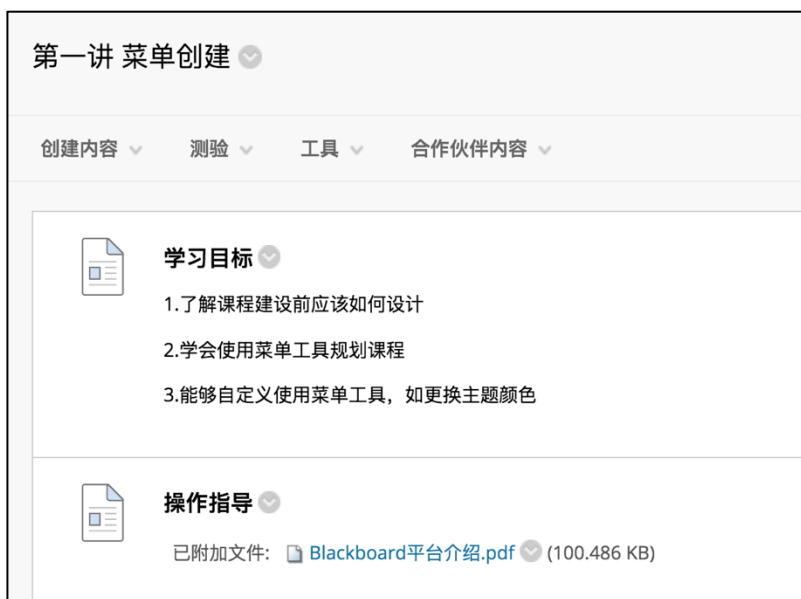 第一讲 菜单创建
创建内容 测验 工具 合作伙伴内容
学习目标
1.了解课程建设前应该如何设计
2.学会使用菜单工具规划课程
3.能够自定义使用菜单工具，如更换主题颜色
操作指导
已附加文件: Blackboard平台介绍.pdf (100.486 KB)